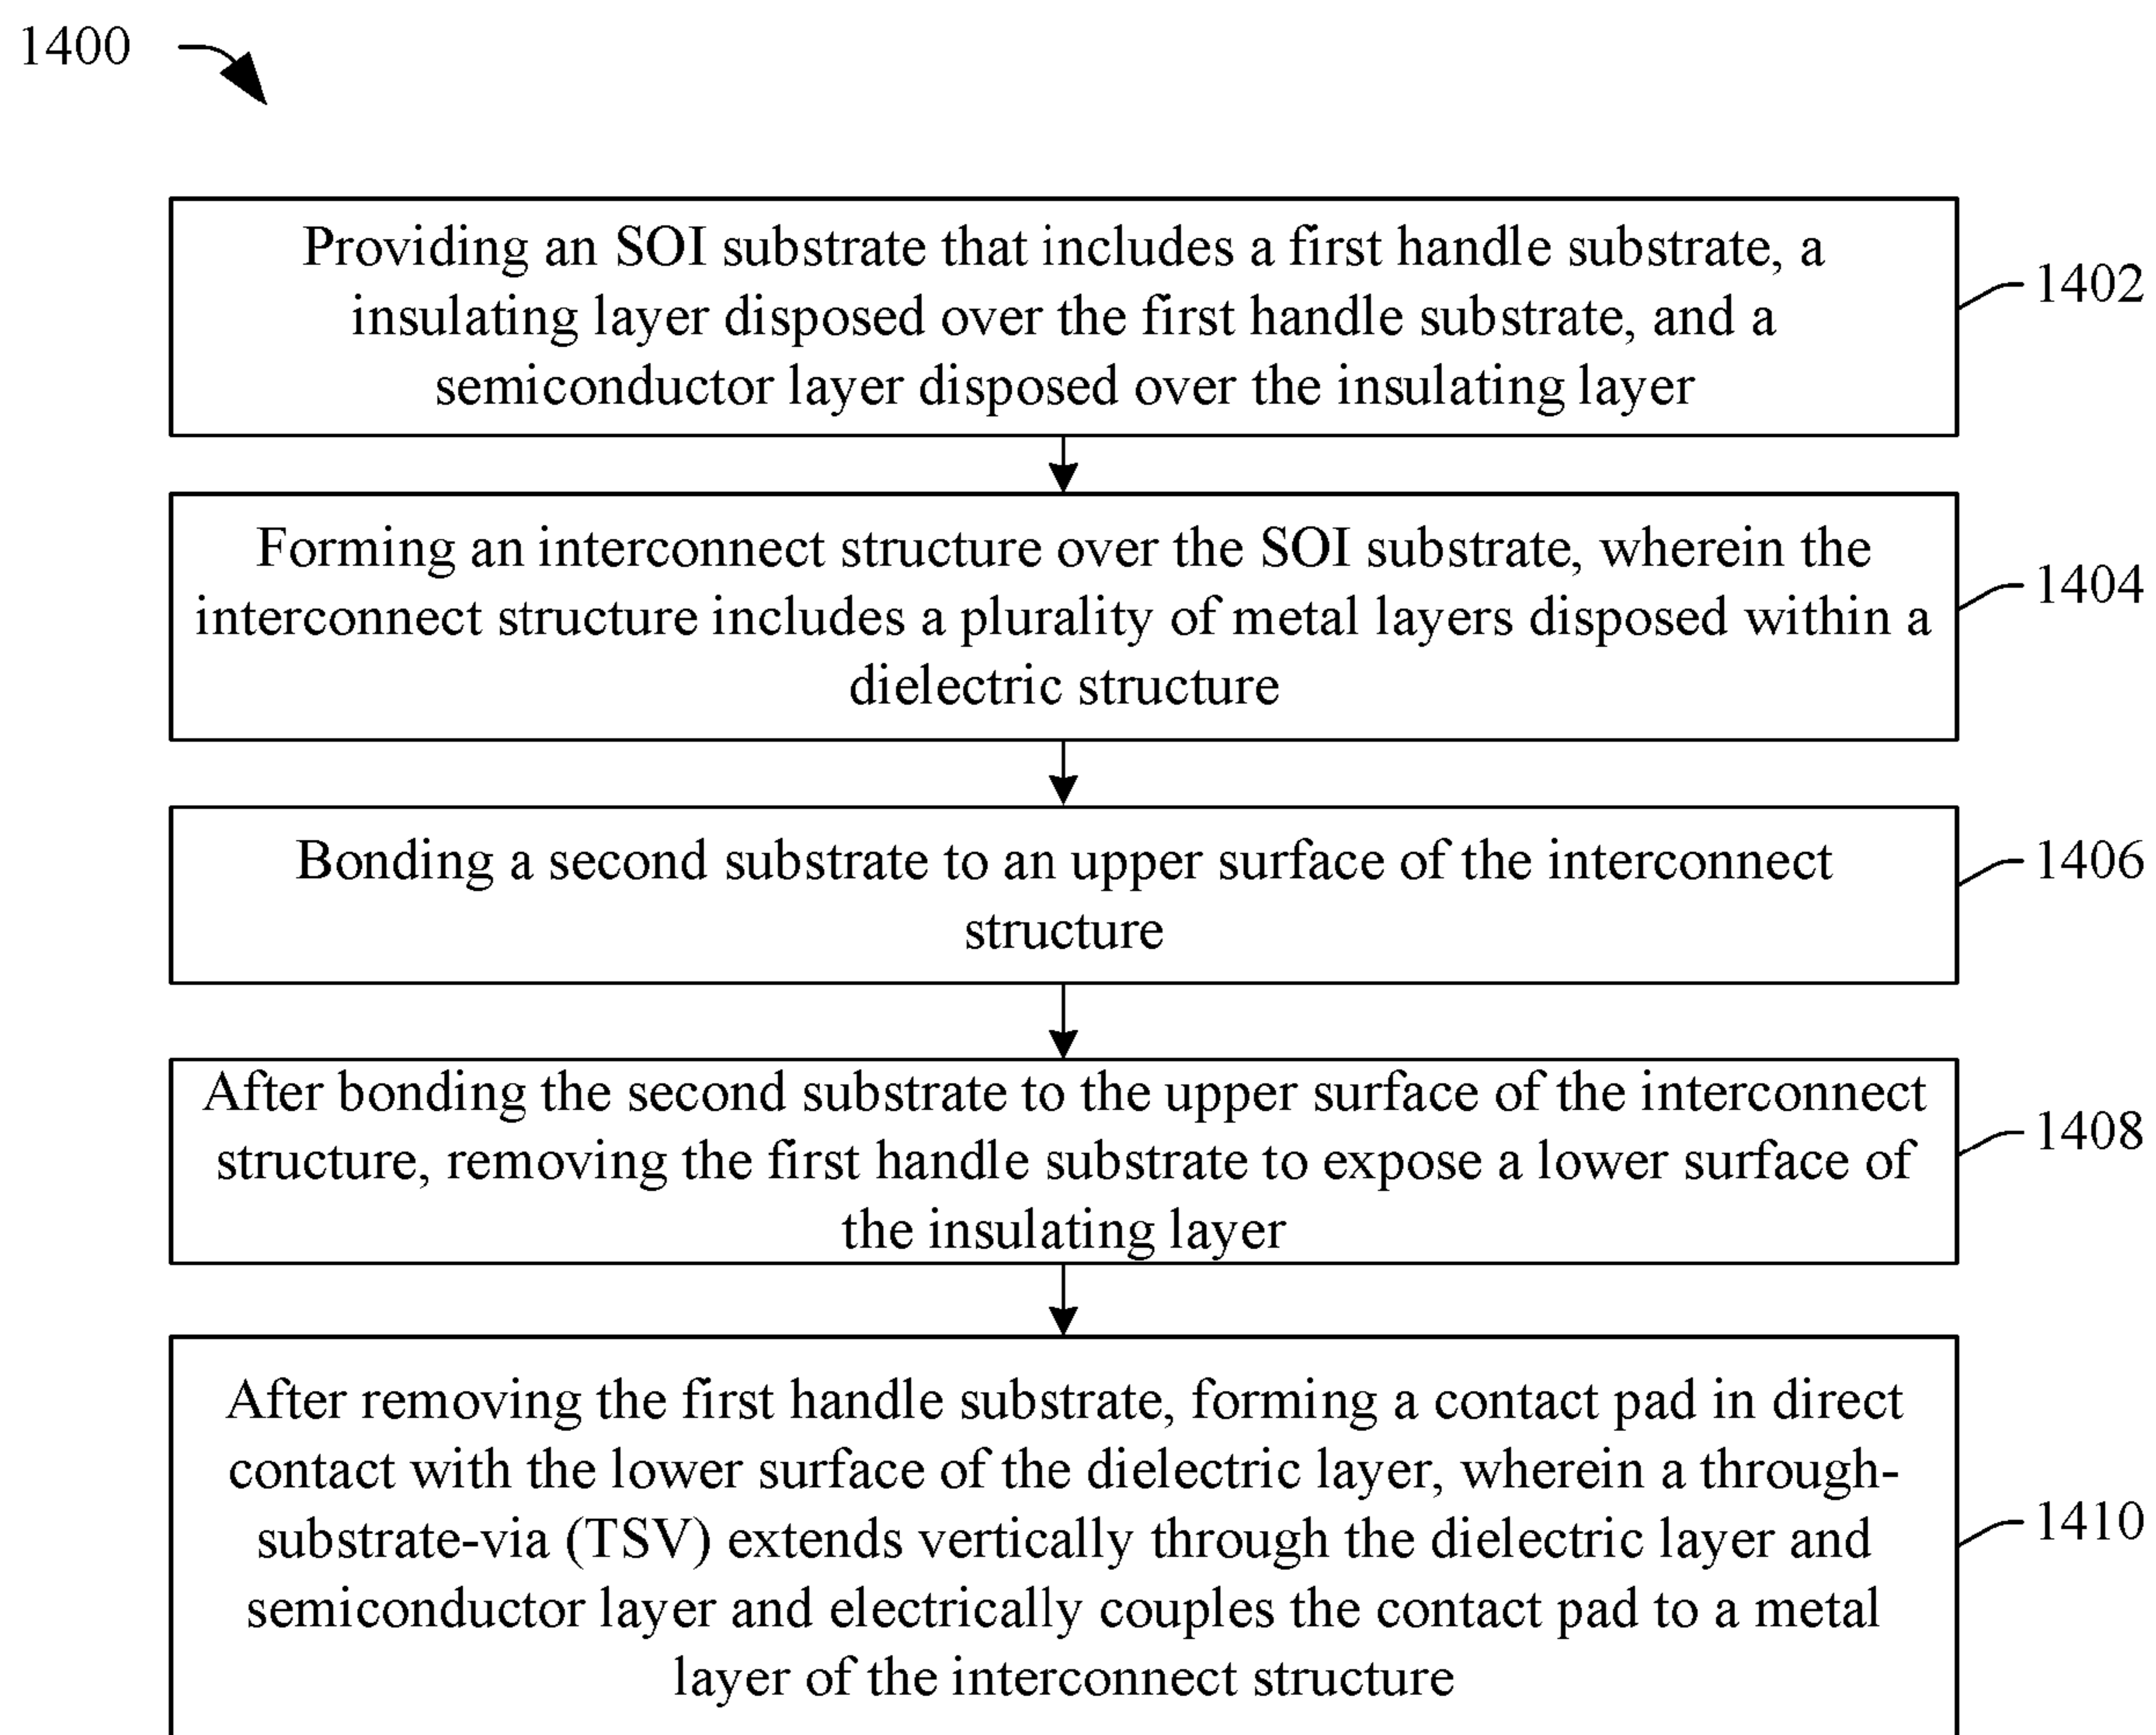 1400
Providing an SOI substrate that includes a first handle substrate, a
insulating layer disposed over the first handle substrate, and a
semiconductor layer disposed over the insulating layer
1402
Forming an interconnect structure over the SOI substrate, wherein the
interconnect structure includes a plurality of metal layers disposed within a
dielectric structure
1404
Bonding a second substrate to an upper surface of the interconnect
structure
1406
After bonding the second substrate to the upper surface of the interconnect
structure, removing the first handle substrate to expose a lower surface of
the insulating layer
1408
After removing the first handle substrate, forming a contact pad in direct
contact with the lower surface of the dielectric layer, wherein a through-
substrate-via (TSV) extends vertically through the dielectric layer and
semiconductor layer and electrically couples the contact pad to a metal
layer of the interconnect structure
1410